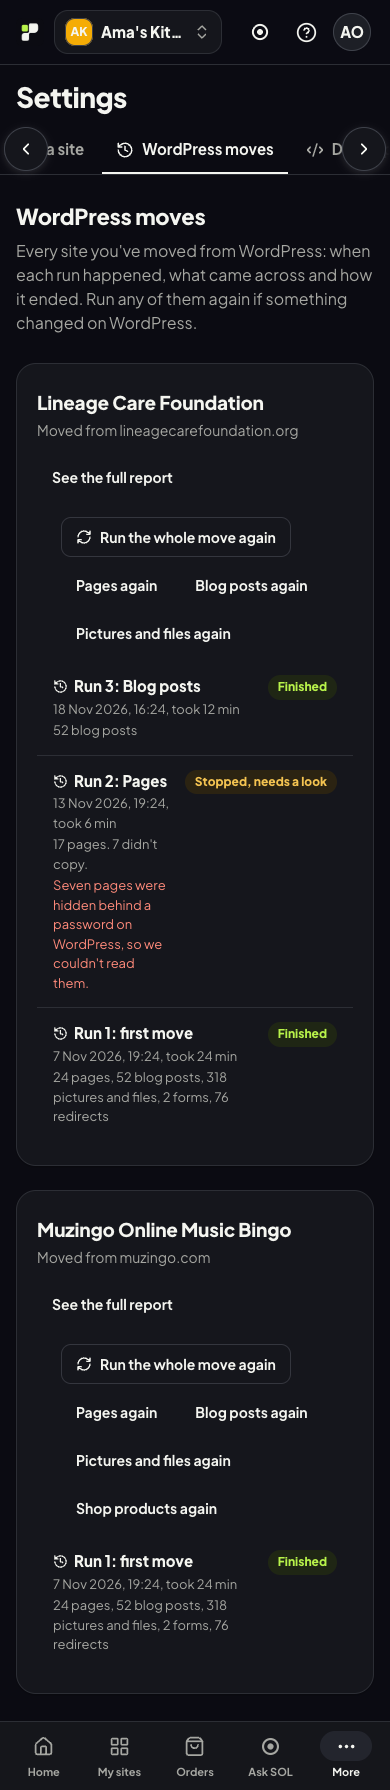 AK Ama's Kit... AO
Settings
a site WordPress moves D
WordPress moves
Every site you've moved from WordPress: when
each run happened, what came across and how
it ended. Run any of them again if something
changed on WordPress.
Lineage Care Foundation
Moved from lineagecarefoundation.org
See the full report
Run the whole move again
Pages again Blog posts again
Pictures and files again
Run 3: Blog posts Finished
18 Nov 2026, 16:24, took 12 min
52 blog posts
Run 2: Pages Stopped, needs a look
13 Nov 2026, 19:24,
took 6 min
17 pages. 7 didn't
copy.
Seven pages were
hidden behind a
password on
WordPress, so we
couldn't read
them.
Run 1: first move Finished
7 Nov 2026, 19:24, took 24 min
24 pages, 52 blog posts, 318
pictures and files, 2 forms, 76
redirects
Muzingo Online Music Bingo
Moved from muzingo.com
See the full report
Run the whole move again
Pages again Blog posts again
Pictures and files again
Shop products again
Run 1: first move Finished
7 Nov 2026, 19:24, took 24 min
24 pages, 52 blog posts, 318
pictures and files, 2 forms, 76
redirects
Home My sites Orders Ask SOL More